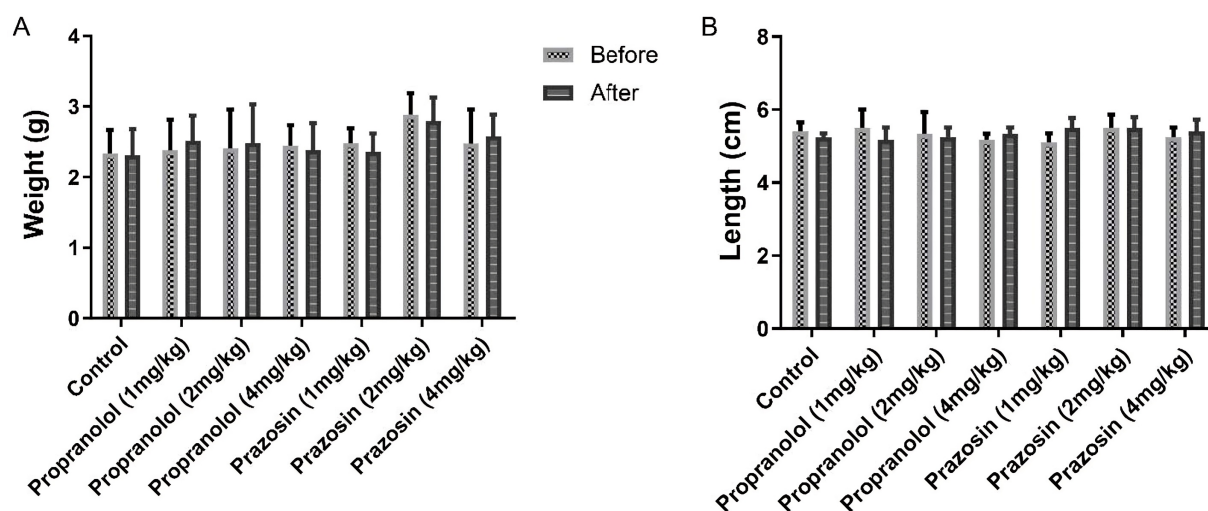 A
Weight (g)
4
3
2
1
0
Control
Propranolol (1mg/kg)
Propranolol (2mg/kg)
Propranolol (4mg/kg)
Prazosin (1mg/kg)
Prazosin (2mg/kg)
Prazosin (4mg/kg)
Before
After
B
Length (cm)
8
6
4
2
0
Control
Propranolol (1mg/kg)
Propranolol (2mg/kg)
Propranolol (4mg/kg)
Prazosin (1mg/kg)
Prazosin (2mg/kg)
Prazosin (4mg/kg)